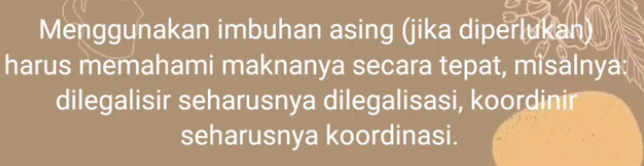 Menggunakan imbuhan asing (jika diperlukan)
harus memahami maknanya secara tepat, misalnya:
dilegalisir seharusnya dilegalisasi, koordinir
seharusnya koordinasi.